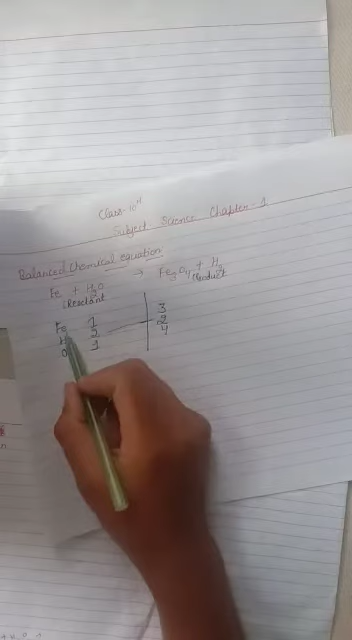 Class-10th
Subject Science Chapter-1
Balanced Chemical equation
Fe + H2O → Fe3O4 + H2
(Reactant Product
Fe 1 3
H 2 2
O 1 4